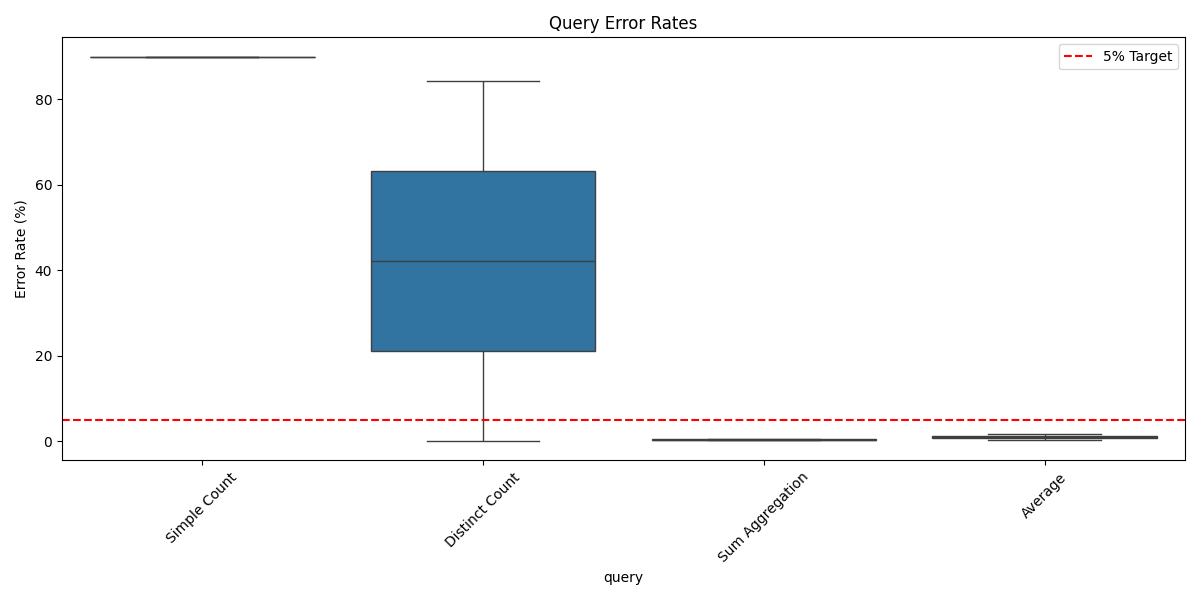 Query Error Rates
5% Target
Error Rate (%)
80
60
40
20
0
Simple Count
Distinct Count
Sum Aggregation
Average
query